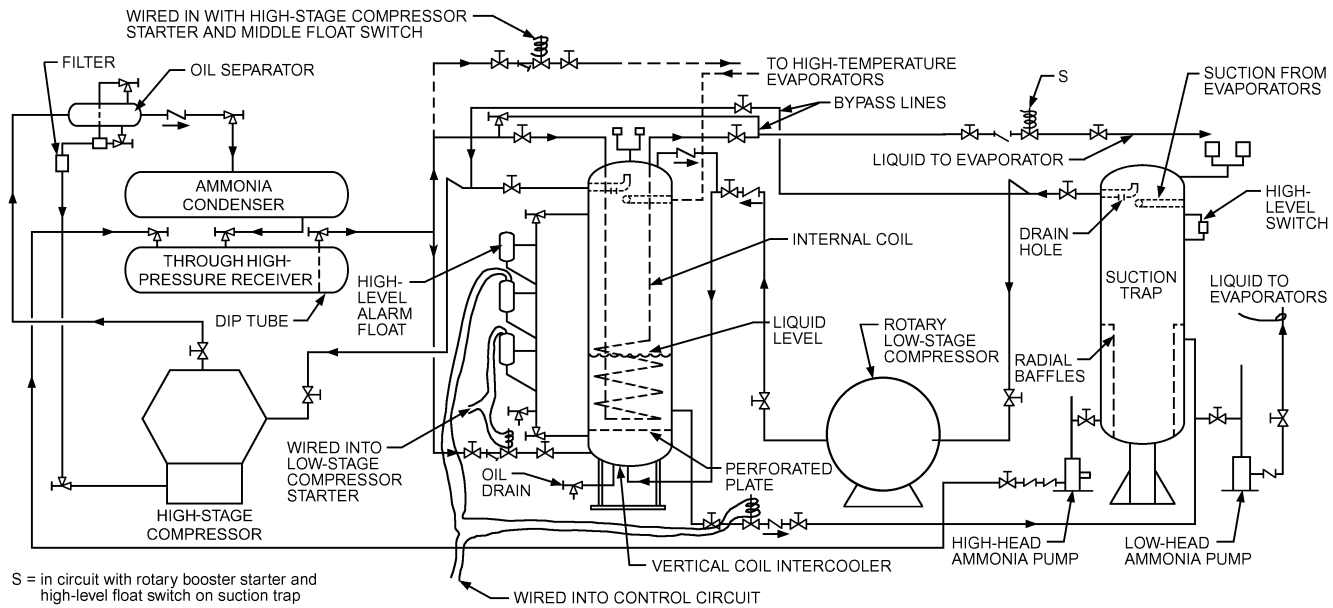 WIRED IN WITH HIGH-STAGE COMPRESSOR
STARTER AND MIDDLE FLOAT SWITCH
FILTER
OIL SEPARATOR
TO HIGH-TEMPERATURE
EVAPORATORS
S
SUCTION FROM
EVAPORATORS
BYPASS LINES
LIQUID TO EVAPORATOR
AMMONIA
CONDENSER
HIGH-
LEVEL
SWITCH
DRAIN
HOLE
INTERNAL COIL
THROUGH HIGH-
PRESSURE RECEIVER
HIGH-
LEVEL
ALARM
FLOAT
SUCTION
TRAP
LIQUID TO
EVAPORATORS
DIP TUBE
LIQUID
LEVEL
ROTARY
LOW-STAGE
COMPRESSOR
RADIAL
BAFFLES
WIRED INTO
LOW-STAGE
COMPRESSOR
STARTER
OIL
DRAIN
PERFORATED
PLATE
HIGH-STAGE
COMPRESSOR
HIGH-HEAD
AMMONIA PUMP
LOW-HEAD
AMMONIA PUMP
VERTICAL COIL INTERCOOLER
S = in circuit with rotary booster starter and
high-level float switch on suction trap
WIRED INTO CONTROL CIRCUIT